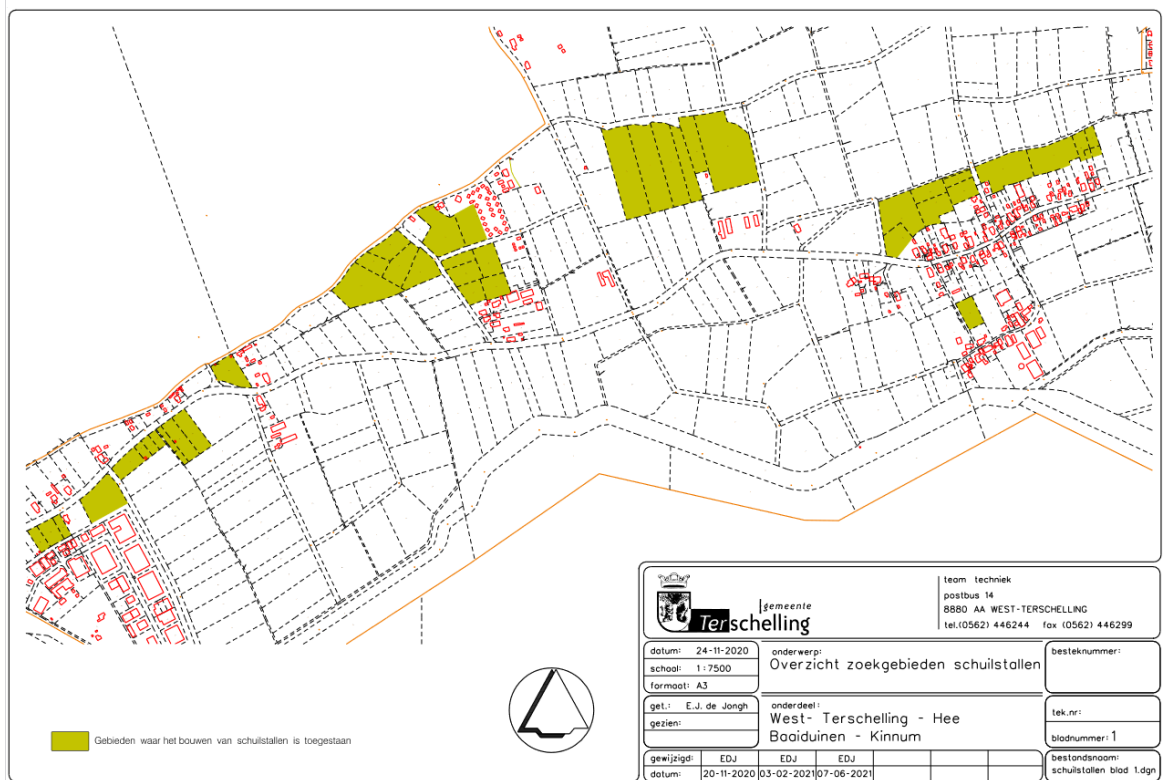 gemeente
Terschelling
team techniek
postbus 14
8880 AA WEST-TERSCHELLING
tel.(0562) 446244 fax (0562) 446299
datum: 24-11-2020
schaal: 1:7500
formaat: A3
onderwerp:
Overzicht zoekgebieden schuilstallen
besteknummer:
get.: E.J. de Jongh
gezien:
onderdeel:
West- Terschelling - Hee
Baaiduinen - Kinnum
tek.nr:
bladnummer: 1
gewijzigd: EDJ EDJ EDJ
datum: 20-11-2020 03-02-2021 07-06-2021
bestandsnaam:
schuilstallen blad 1.dgn
Gebieden waar het bouwen van schuilstallen is toegestaan